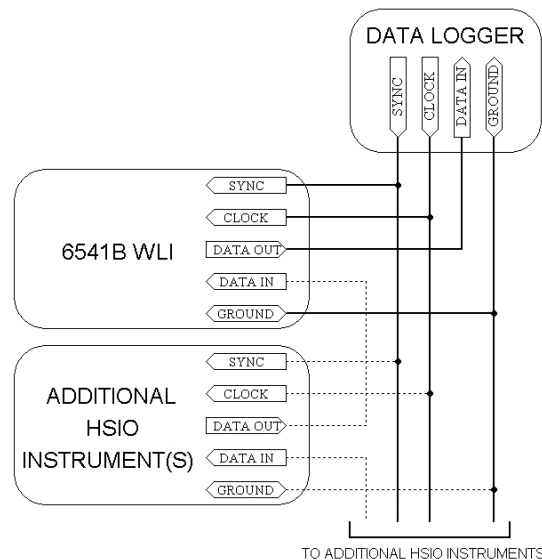 DATA LOGGER
SYNC
CLOCK
DATA IN
GROUND
6541B WLI
SYNC
CLOCK
DATA OUT
DATA IN
GROUND
ADDITIONAL
HSIO
INSTRUMENT(S)
SYNC
CLOCK
DATA OUT
DATA IN
GROUND
TO ADDITIONAL HSIO INSTRUMENTS